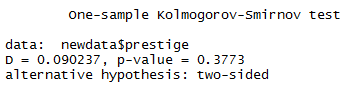 One-sample Kolmogorov-Smirnov test
data:  newdata$prestige
D = 0.090237, p-value = 0.3773
alternative hypothesis: two-sided